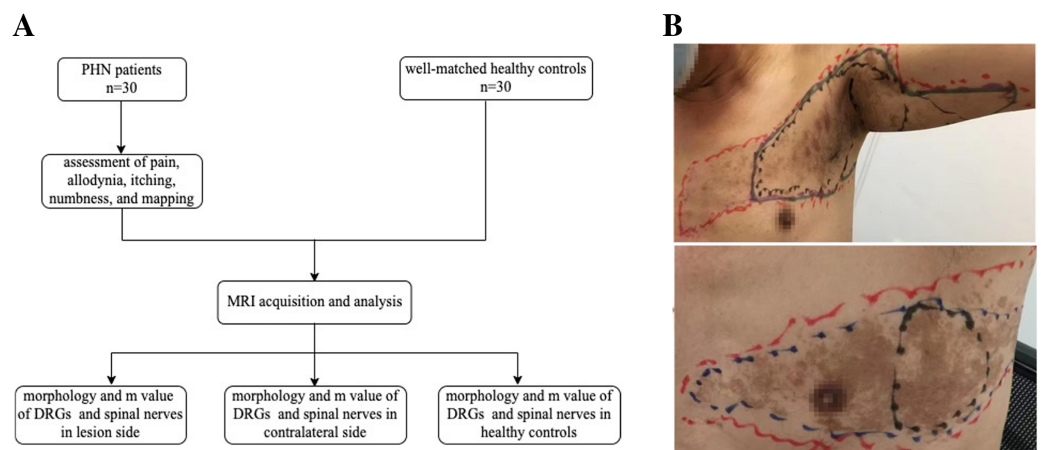 A
B
PHN patients
n=30
well-matched healthy controls
n=30
assessment of pain,
allodynia, itching,
numbness, and mapping
MRI acquisition and analysis
morphology and m value
of DRGs and spinal nerves
in lesion side
morphology and m value of
DRGs and spinal nerves in
contralateral side
morphology and m value of
DRGs and spinal nerves in
healthy controls